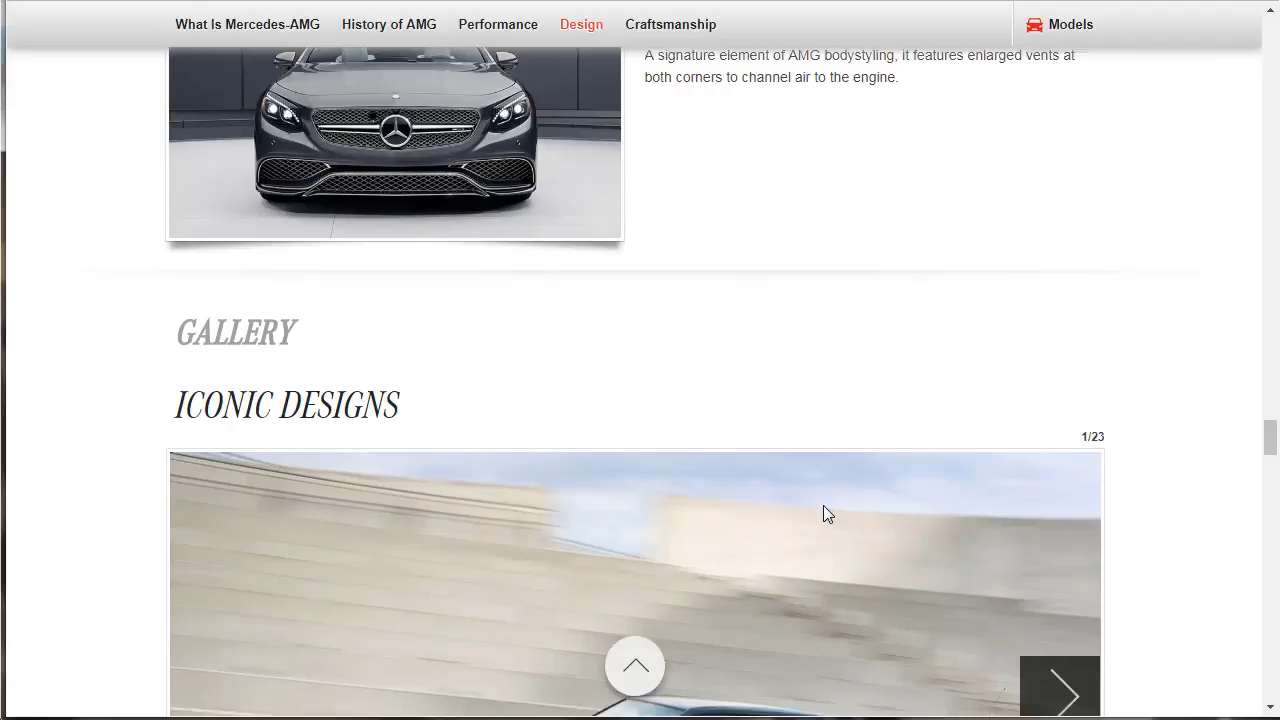 What Is Mercedes-AMG History of AMG Performance Design Craftsmanship Models
A signature element of AMG bodystyling, it features enlarged vents at
both corners to channel air to the engine.
GALLERY
ICONIC DESIGNS
1/23